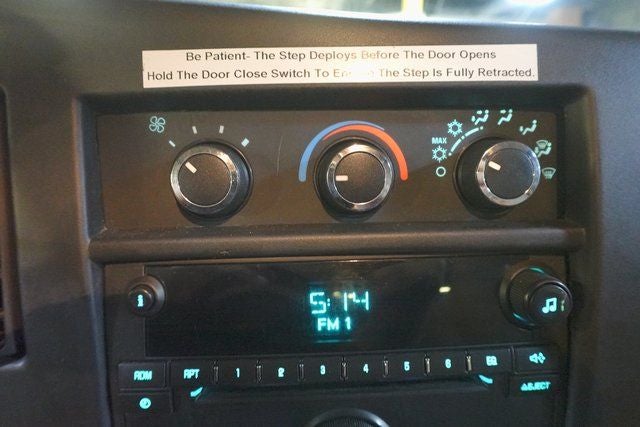 Be Patient- The Step Deploys Before The Door Opens
Hold The Door Close Switch To The Step Is Fully Retracted.
MAX
5:14
FM 1
RDM
RPT
1
2
3
4
5
6
EQ
EJECT